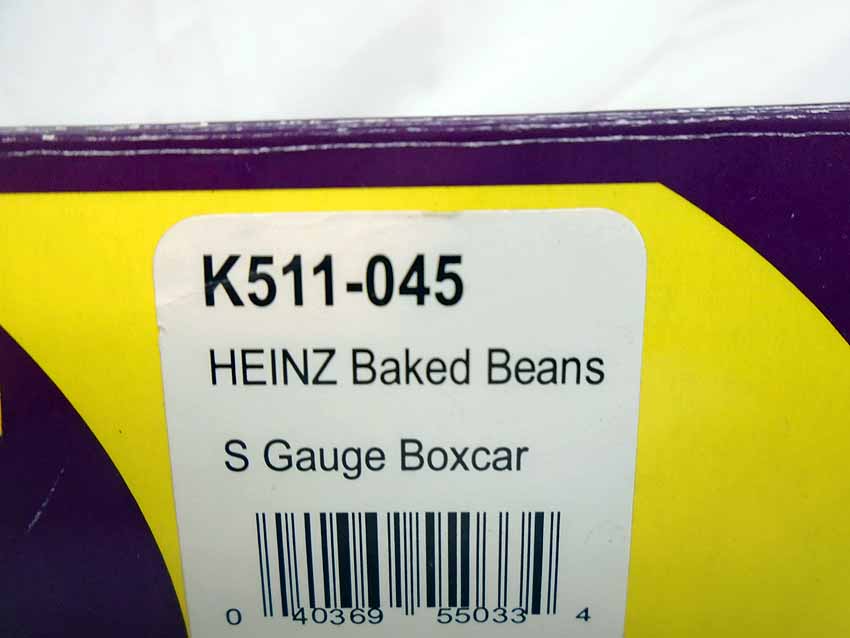 K511-045
HEINZ Baked Beans
S Gauge Boxcar
0 40369 55033 4